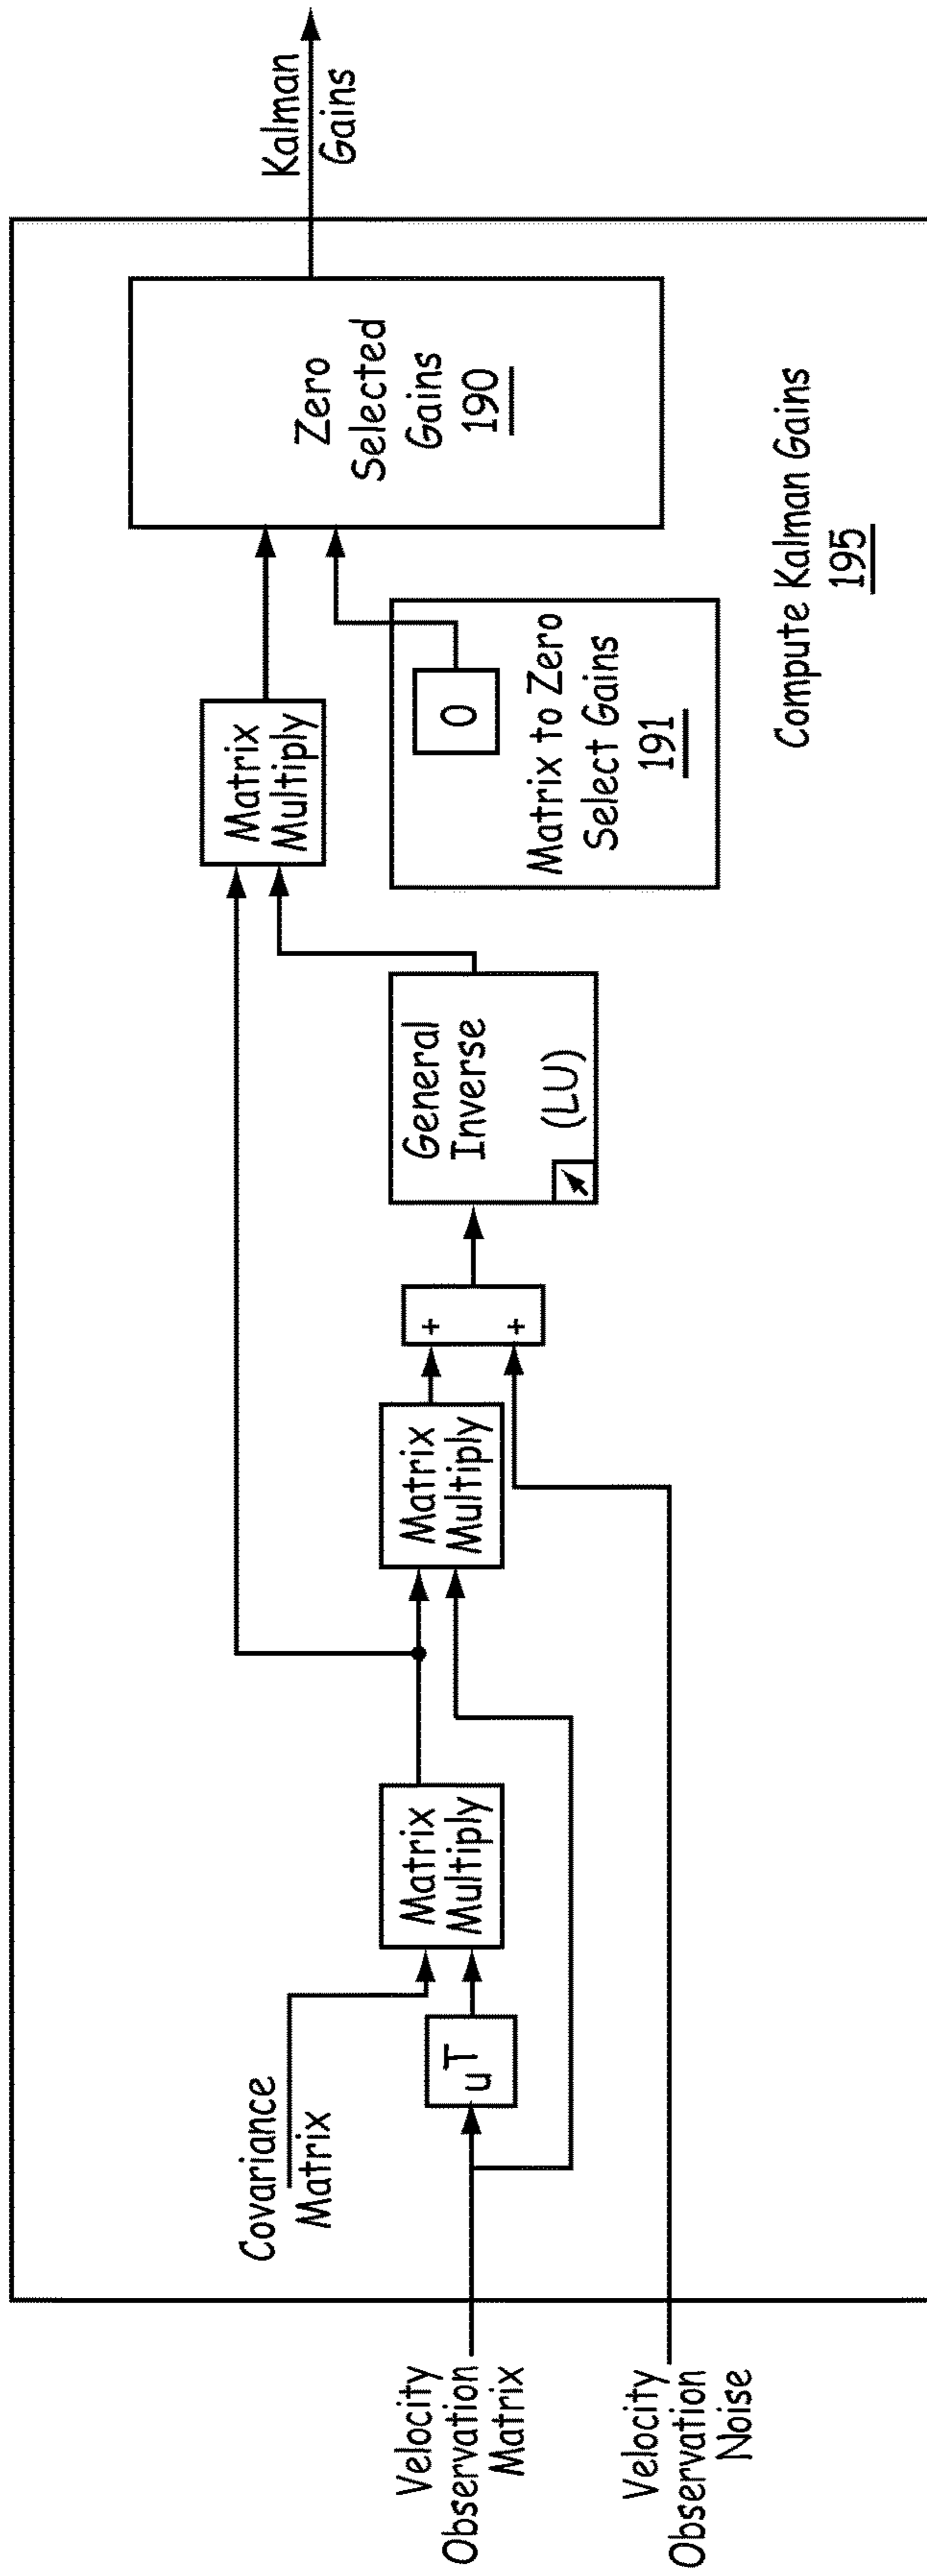 Velocity
Observation
Matrix
Velocity
Observation
Noise
Covariance
Matrix
uT
Matrix
Multiply
Matrix
Multiply
+
+
General
Inverse
(LU)
Matrix
Multiply
0
Matrix to Zero
Select Gains
191
Zero
Selected
Gains
190
Kalman
Gains
Compute Kalman Gains
195